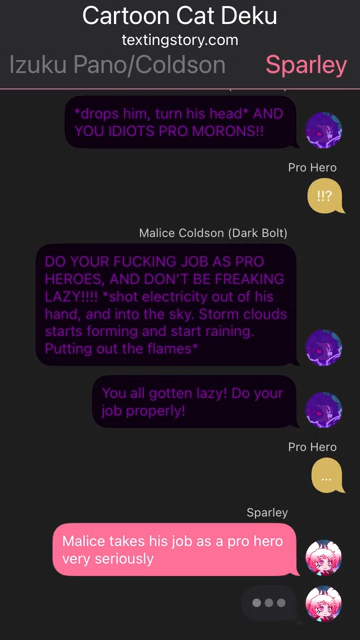 Cartoon Cat Deku
textingstory.com
Izuku Pano/Coldson
Sparley
*drops him, turn his head* AND
YOU IDIOTS PRO MORONS!!
Pro Hero
!!?
Malice Coldson (Dark Bolt)
DO YOUR FUCKING JOB AS PRO
HEROES, AND DON'T BE FREAKING
LAZY!!!! *shot electricity out of his
hand, and into the sky. Storm clouds
starts forming and start raining.
Putting out the flames*
You all gotten lazy! Do your
job properly!
Pro Hero
...
Sparley
Malice takes his job as a pro hero
very seriously